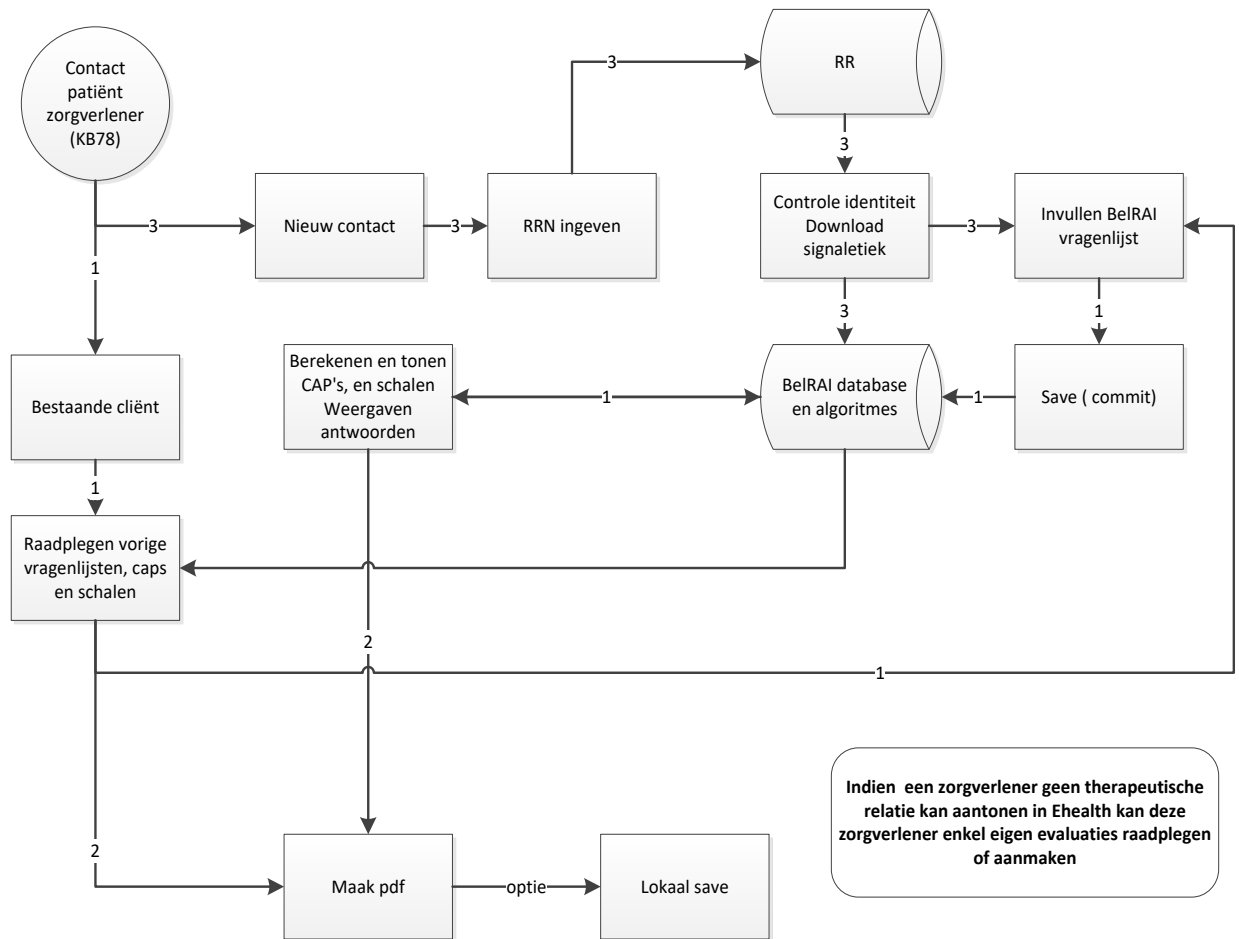 Contact
patiënt
zorgverlener
(KB78)
3
RR
3
3
Nieuw contact
3
RRN ingeven
Controle identiteit
Download
signaletiek
3
Invullen BelRAI
vragenlijst
1
3
1
Bestaande cliënt
Berekenen en tonen
CAP's, en schalen
Weergaven
antwoorden
1
BelRAI database
en algoritmes
1
Save ( commit)
1
Raadplegen vorige
vragenlijsten, caps
en schalen
2
1
Indien een zorgverlener geen therapeutische
relatie kan aantonen in Ehealth kan deze
zorgverlener enkel eigen evaluaties raadplegen
of aanmaken
2
Maak pdf
optie
Lokaal save